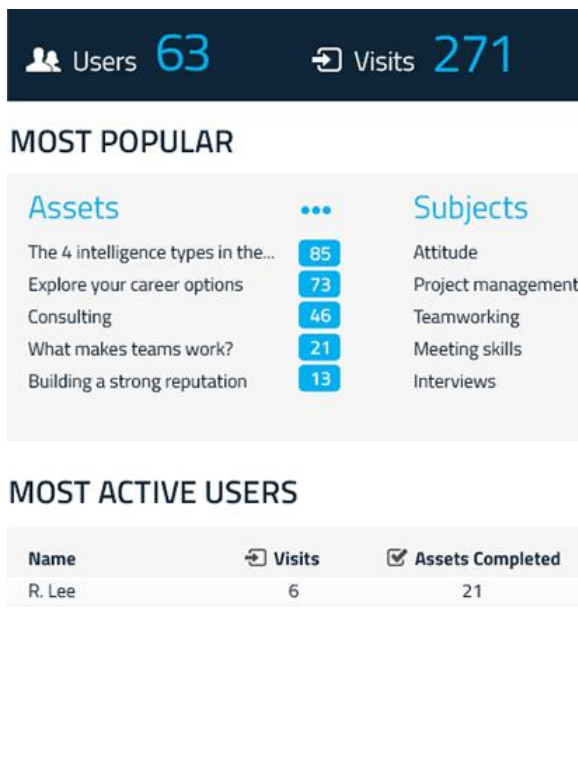 Users 63 Visits 271
MOST POPULAR
Assets ••• Subjects
The 4 intelligence types in the... 85 Attitude
Explore your career options 73 Project management
Consulting 46 Teamworking
What makes teams work? 21 Meeting skills
Building a strong reputation 13 Interviews
MOST ACTIVE USERS
Name Visits Assets Completed
R. Lee 6 21